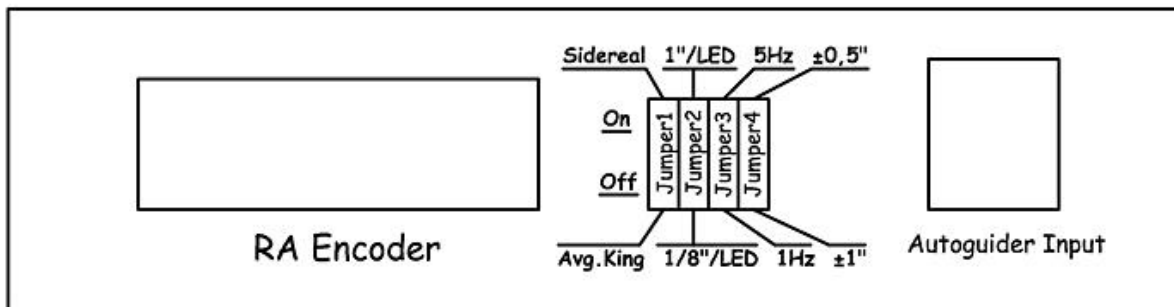 Sidereal 1"/LED 5Hz ±0,5"
On
Jumper1
Jumper2
Jumper3
Jumper4
Off
RA Encoder
Avg.King 1/8"/LED 1Hz ±1"
Autoguider Input